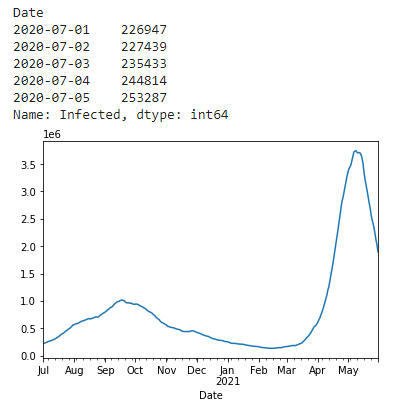 Date
2020-07-01    226947
2020-07-02    227439
2020-07-03    235433
2020-07-04    244814
2020-07-05    253287
Name: Infected, dtype: int64
1e6
3.5
3.0
2.5
2.0
1.5
1.0
0.5
0.0
Jul Aug Sep Oct Nov Dec Jan Feb Mar Apr May
2021
Date